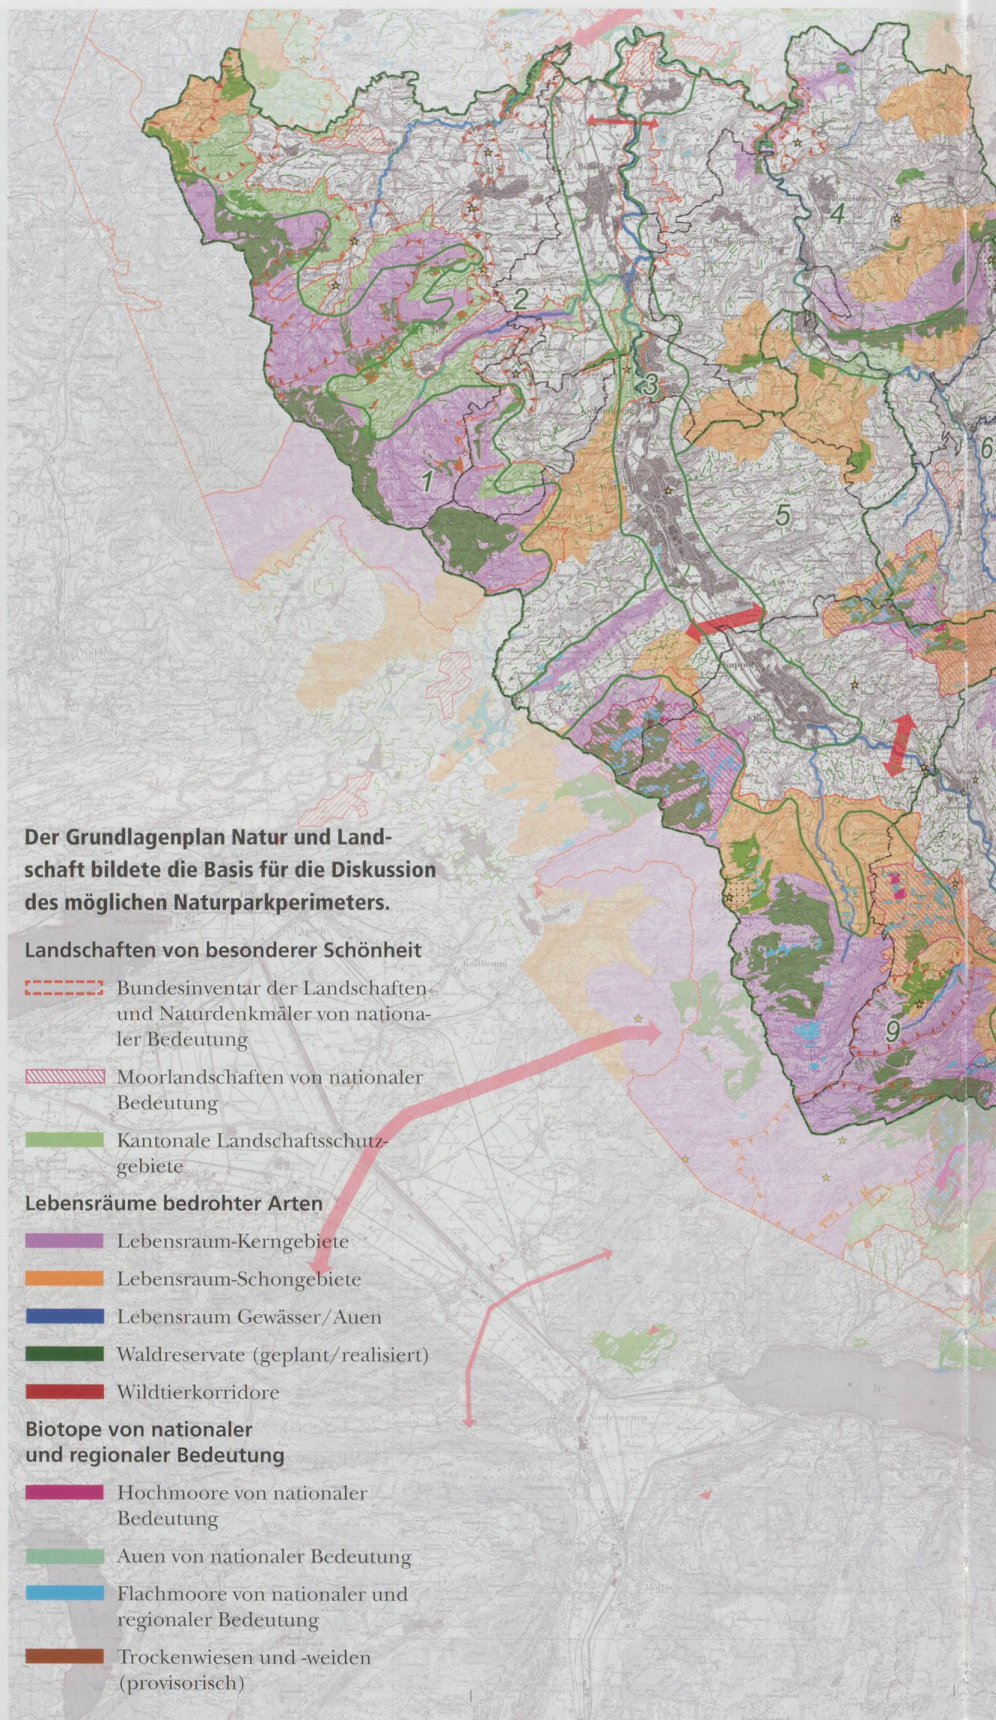 4
2
3
6
1
5
9
Der Grundlagenplan Natur und Land-
schaft bildete die Basis für die Diskussion
des möglichen Naturparkperimeters.
Landschaften von besonderer Schönheit
Bundesinventar der Landschaften
und Naturdenkmäler von nationa-
ler Bedeutung
Moorlandschaften von nationaler
Bedeutung
Kantonale Landschaftsschutz-
gebiete
Lebensräume bedrohter Arten
Lebensraum-Kerngebiete
Lebensraum-Schongebiete
Lebensraum Gewässer/Auen
Waldreservate (geplant/realisiert)
Wildtierkorridore
Biotope von nationaler
und regionaler Bedeutung
Hochmoore von nationaler
Bedeutung
Auen von nationaler Bedeutung
Flachmoore von nationaler und
regionaler Bedeutung
Trockenwiesen und -weiden
(provisorisch)